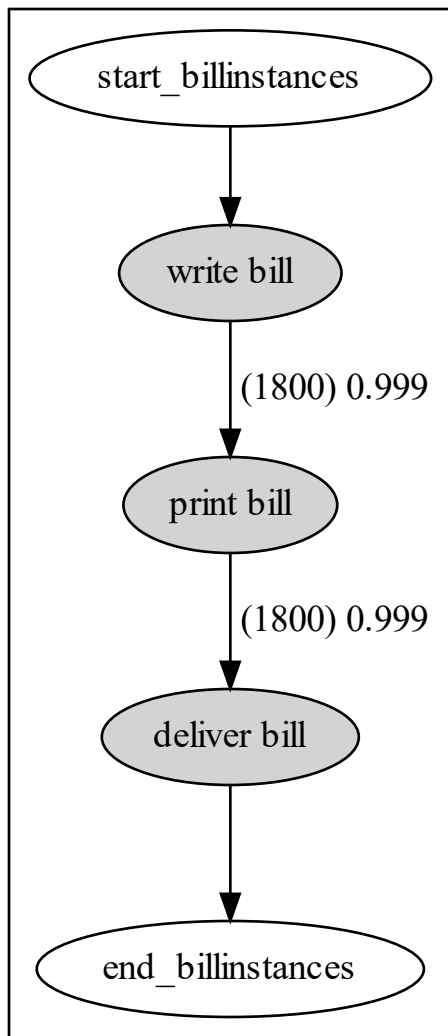 start_billinstances
write bill
(1800) 0.999
print bill
(1800) 0.999
deliver bill
end_billinstances